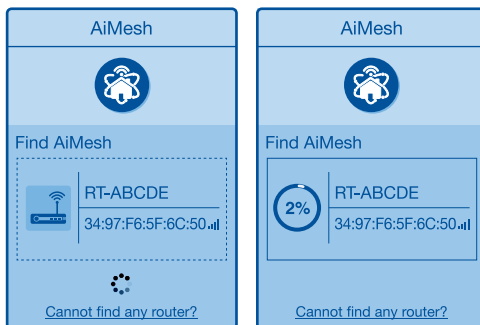 AiMesh
Find AiMesh
RT-ABCDE
34:97:F6:5F:6C:50
Cannot find any router?
AiMesh
Find AiMesh
2%
RT-ABCDE
34:97:F6:5F:6C:50
Cannot find any router?